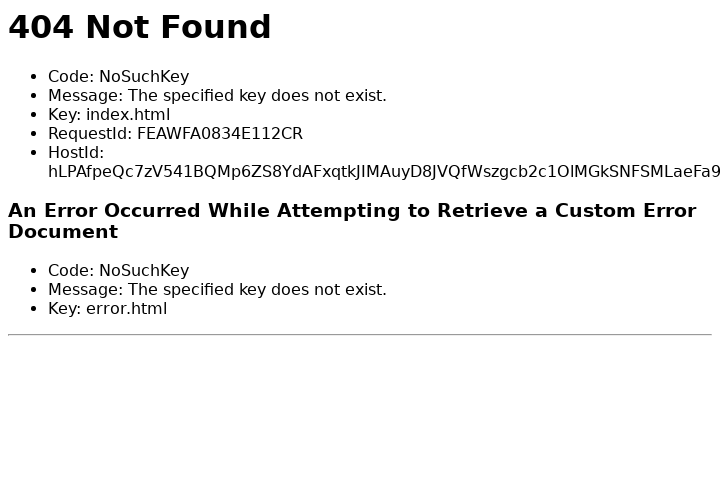 404 Not Found
Code: NoSuchKey
Message: The specified key does not exist.
Key: index.html
RequestId: FEAWFA0834E112CR
HostId:
hLPAfpeQc7zV541BQMp6ZS8YdAFxqtkJIMAuyD8JVQfWszgcb2c1OlMGkSNFSMLaeFa9
An Error Occurred While Attempting to Retrieve a Custom Error
Document
Code: NoSuchKey
Message: The specified key does not exist.
Key: error.html